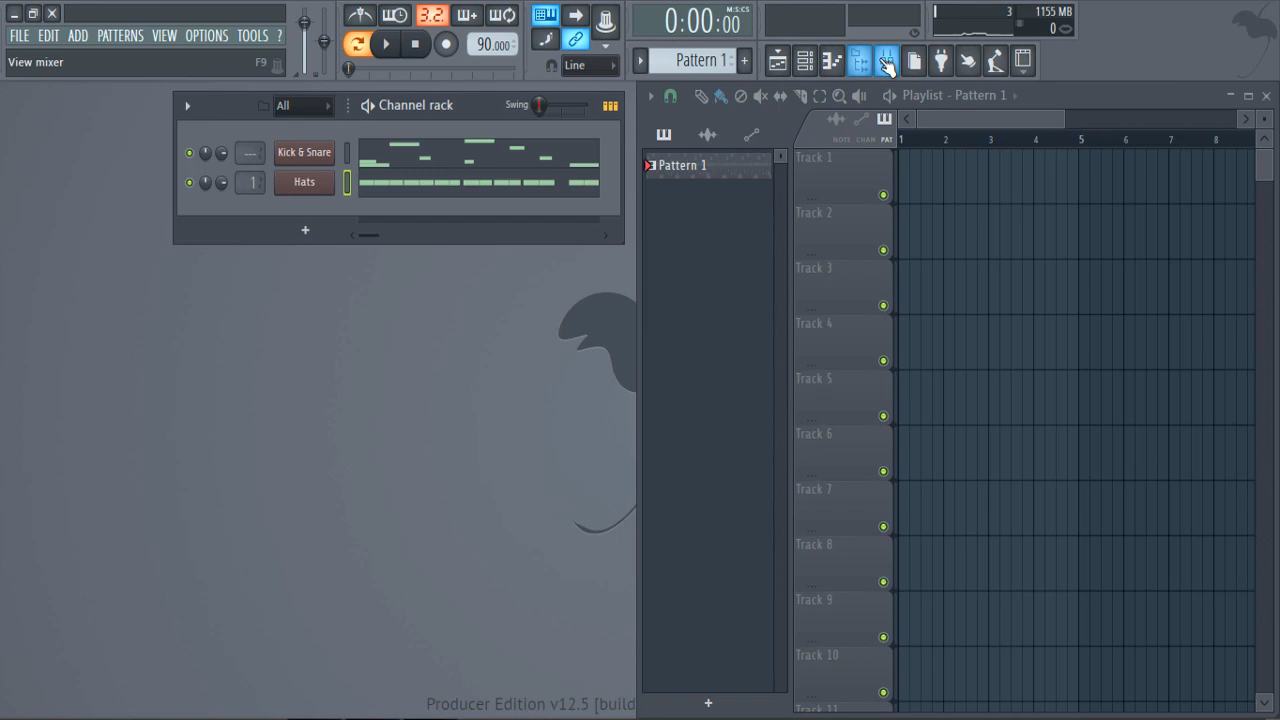 FILE EDIT ADD PATTERNS VIEW OPTIONS TOOLS ?
View mixer F9
3.2.
90.000
Line
0:00:00
M:S:CS
Pattern 1
3
1155 MB
0
All
Channel rack
Swing
---
Kick & Snare
1
Hats
+
Playlist - Pattern 1
NOTE CHAN PAT
1 2 3 4 5 6 7 8
Pattern 1
Track 1
Track 2
Track 3
Track 4
Track 5
Track 6
Track 7
Track 8
Track 9
Track 10
Track 11
+
Producer Edition v12.5 [build